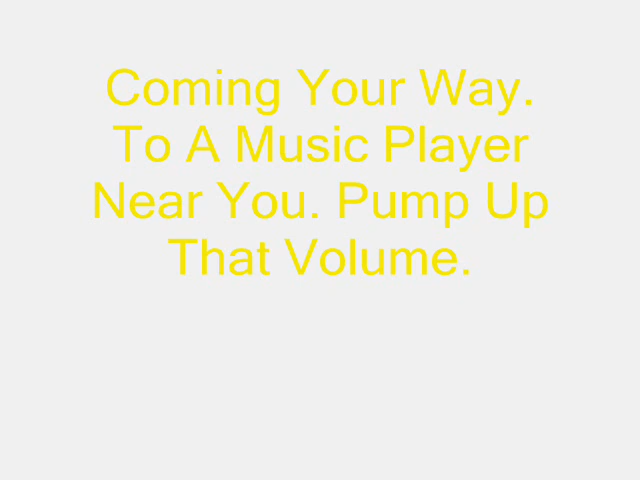 Coming Your Way.
To A Music Player
Near You. Pump Up
That Volume.